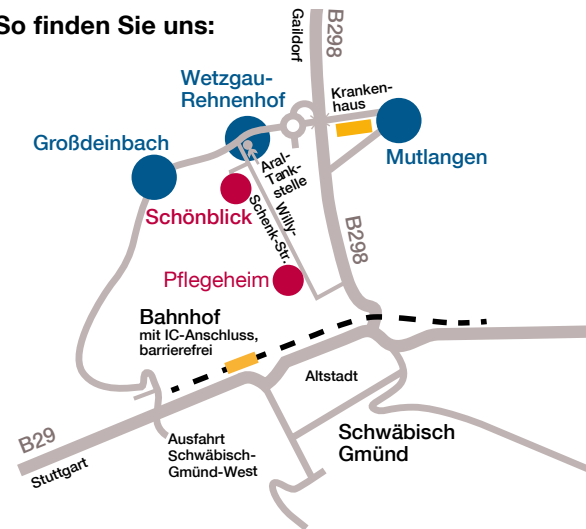 So finden Sie uns:
Gaildorf
B298
Wetzgau-
Rehnenhof
Kranken-
haus
Großdeinbach
Mutlangen
Aral-
Tank-
stelle
Schönblick
Willy-
Schenk-Str.
B298
Pflegeheim
Bahnhof
mit IC-Anschluss,
barrierefrei
Altstadt
B29
Stuttgart
Ausfahrt
Schwäbisch-
Gmünd-West
Schwäbisch
Gmünd